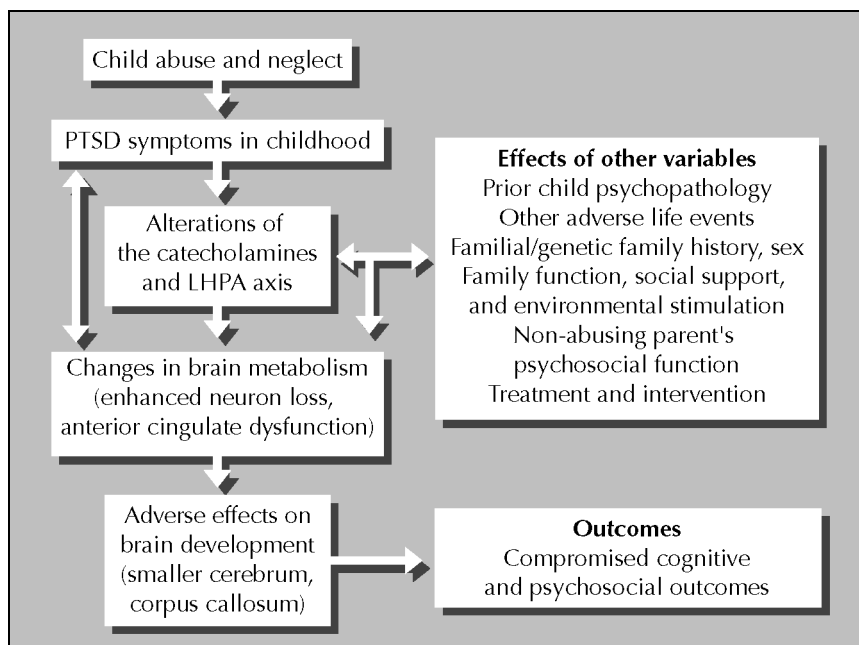 Child abuse and neglect
PTSD symptoms in childhood
Alterations of
the catecholamines
and LHPA axis
Changes in brain metabolism
(enhanced neuron loss,
anterior cingulate dysfunction)
Adverse effects on
brain development
(smaller cerebrum,
corpus callosum)
Effects of other variables
Prior child psychopathology
Other adverse life events
Familial/genetic family history, sex
Family function, social support,
and environmental stimulation
Non-abusing parent's
psychosocial function
Treatment and intervention
Outcomes
Compromised cognitive
and psychosocial outcomes